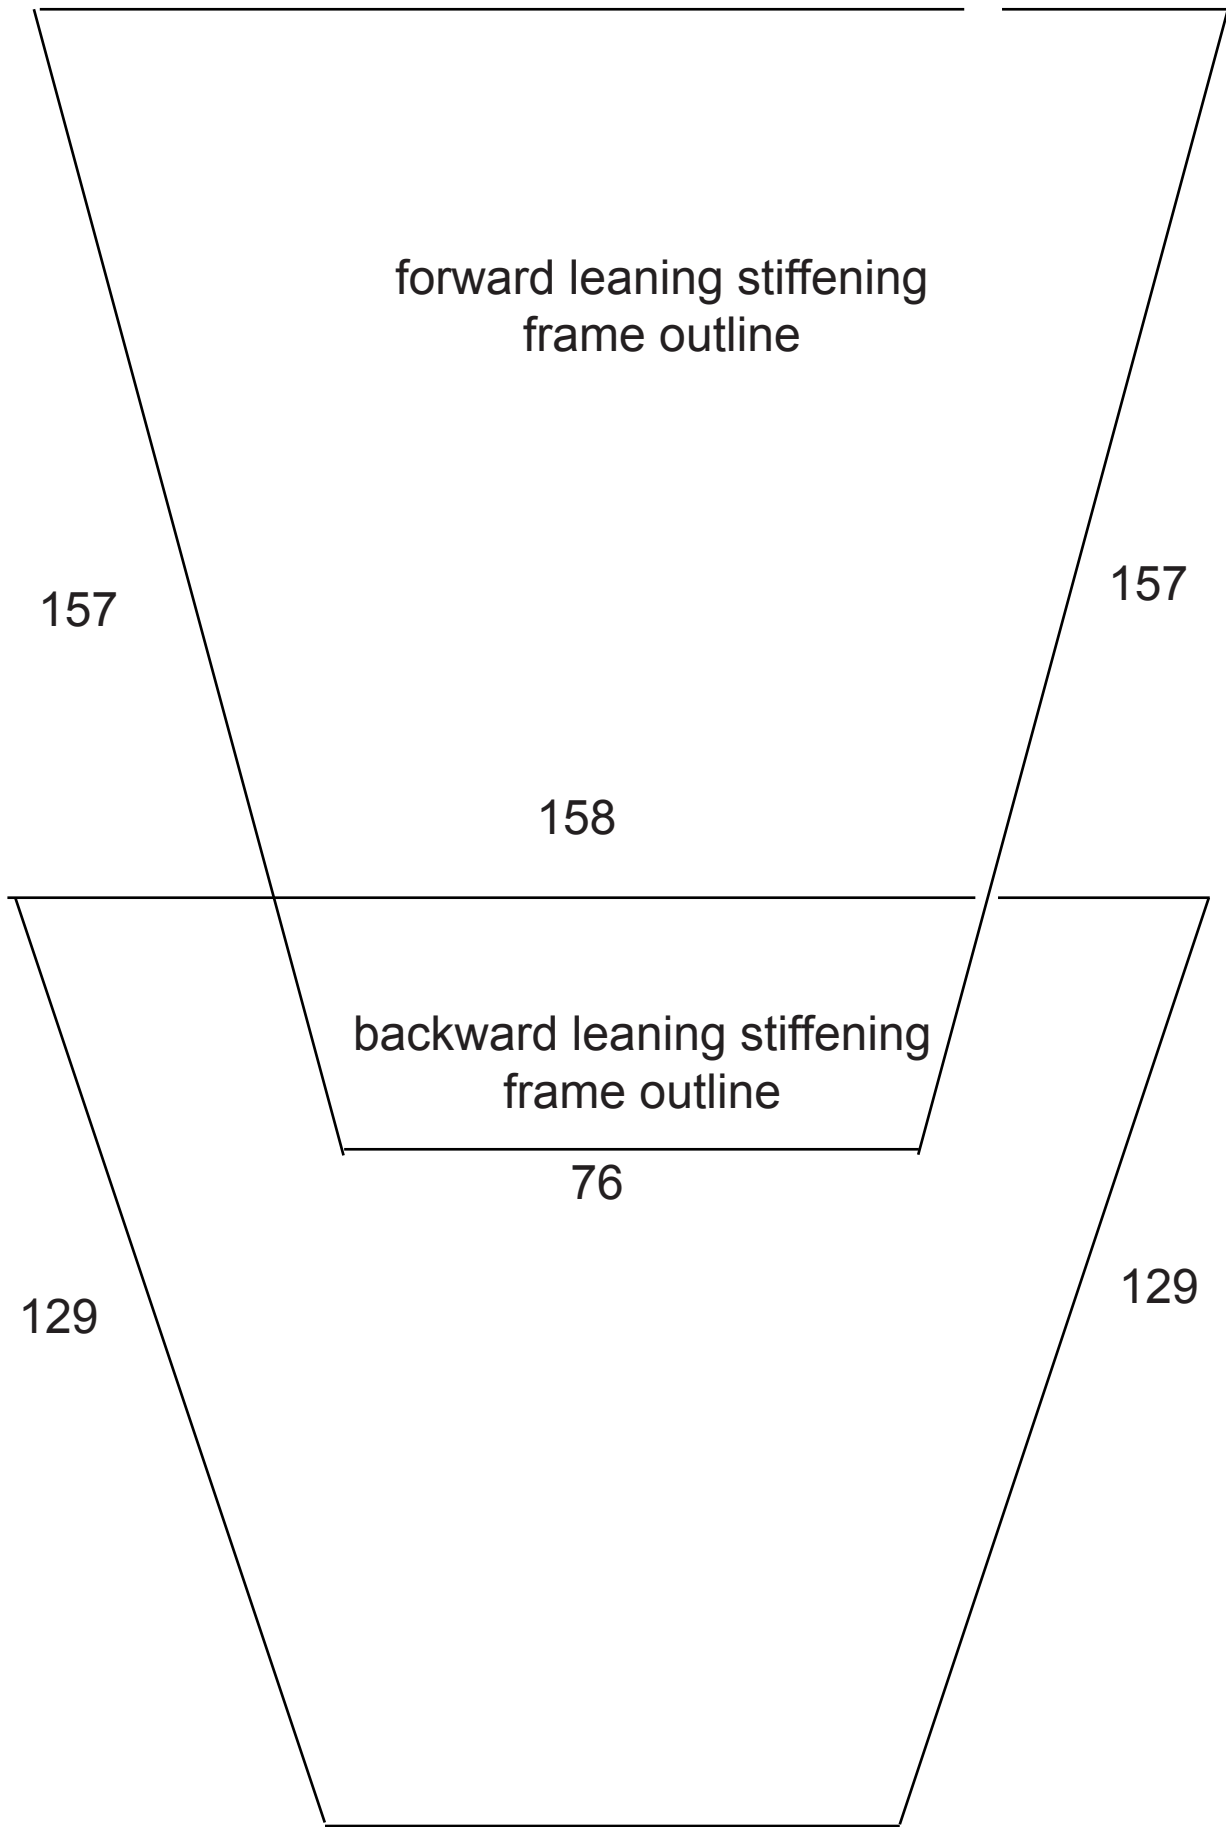 forward leaning stiffening
frame outline
157
157
158
backward leaning stiffening
frame outline
76
129
129